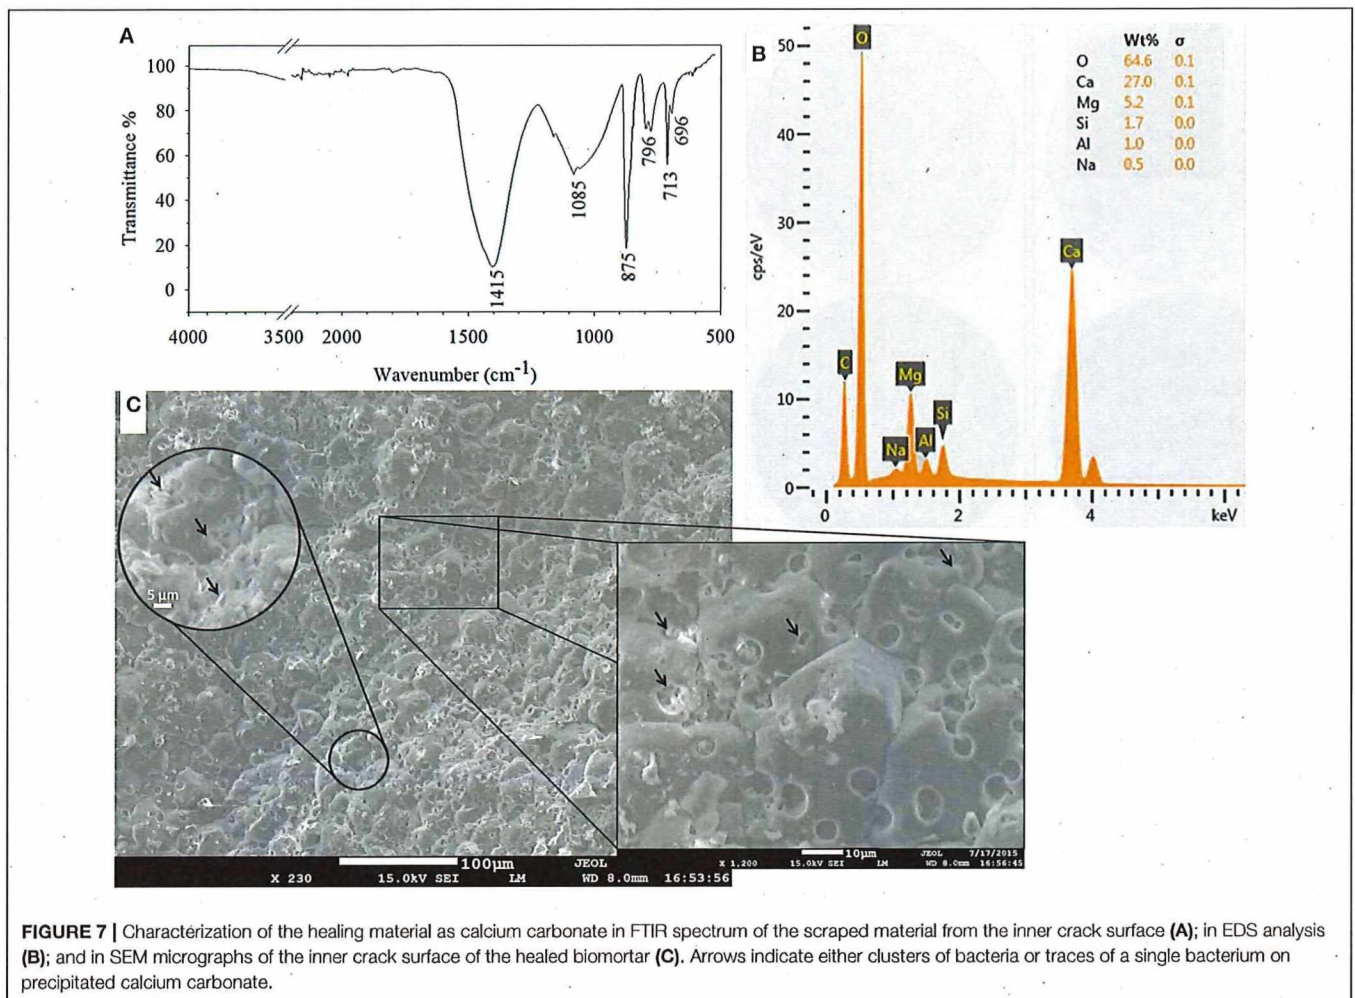 A
100
80
60
40
20
0
Transmittance %
1415
1085
875
796
713
696
4000 3500 2000 1500 1000 500
Wavenumber (cm-1)
B
Wt% σ
O 64.6 0.1
Ca 27.0 0.1
Mg 5.2 0.1
Si 1.7 0.0
Al 1.0 0.0
Na 0.5 0.0
50
40
30
20
10
0
cps/eV
O
Ca
C
Mg
Si
Na
Al
0 2 4 keV
C
5 µm
100µm JEOL
X 230 15.0kV SEI LM WD 8.0mm 16:53:56
10µm JEOL 7/17/2015
X 1,200 15.0kV SEI LM WD 8.0mm 16:56:45
FIGURE 7 | Characterization of the healing material as calcium carbonate in FTIR spectrum of the scraped material from the inner crack surface (A); in EDS analysis
(B); and in SEM micrographs of the inner crack surface of the healed biomortar (C). Arrows indicate either clusters of bacteria or traces of a single bacterium on
precipitated calcium carbonate.